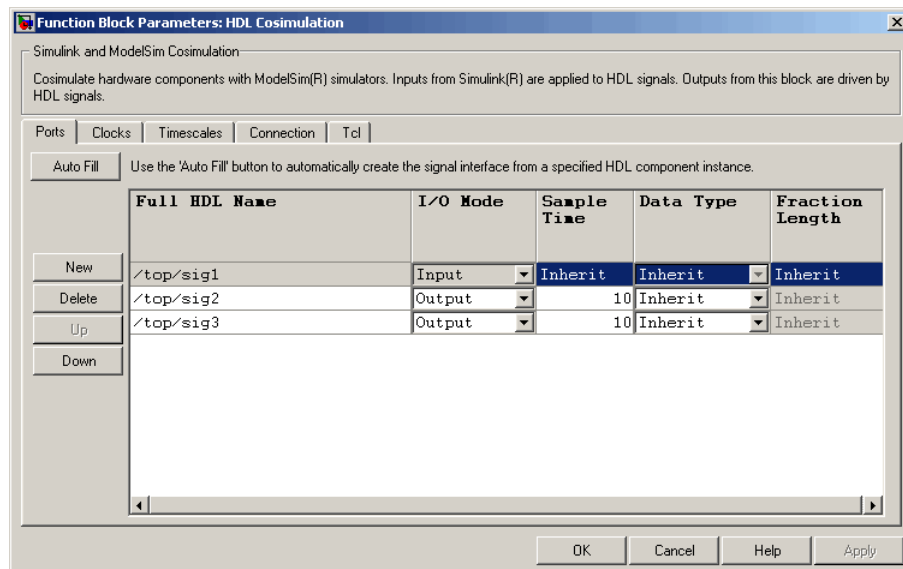 Function Block Parameters: HDL Cosimulation
Simulink and ModelSim Cosimulation
Cosimulate hardware components with ModelSim(R) simulators. Inputs from Simulink(R) are applied to HDL signals. Outputs from this block are driven by
HDL signals.
Ports Clocks Timescales Connection Tcl
Auto Fill Use the 'Auto Fill' button to automatically create the signal interface from a specified HDL component instance.
Full HDL Name I/O Mode Sample Time Data Type Fraction Length
New /top/sig1 Input Inherit Inherit Inherit
Delete /top/sig2 Output 10 Inherit Inherit
Up /top/sig3 Output 10 Inherit Inherit
Down
OK Cancel Help Apply